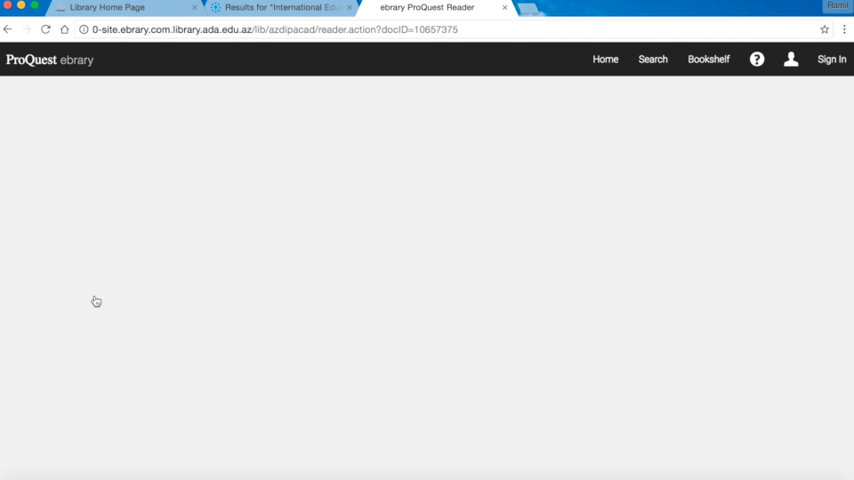 Ramil
Library Home Page
Results for "International Edu
ebrary ProQuest Reader
0-site.ebrary.com.library.ada.edu.az/lib/azdipacad/reader.action?docID=10657375
ProQuest ebrary
Home
Search
Bookshelf
?
Sign In